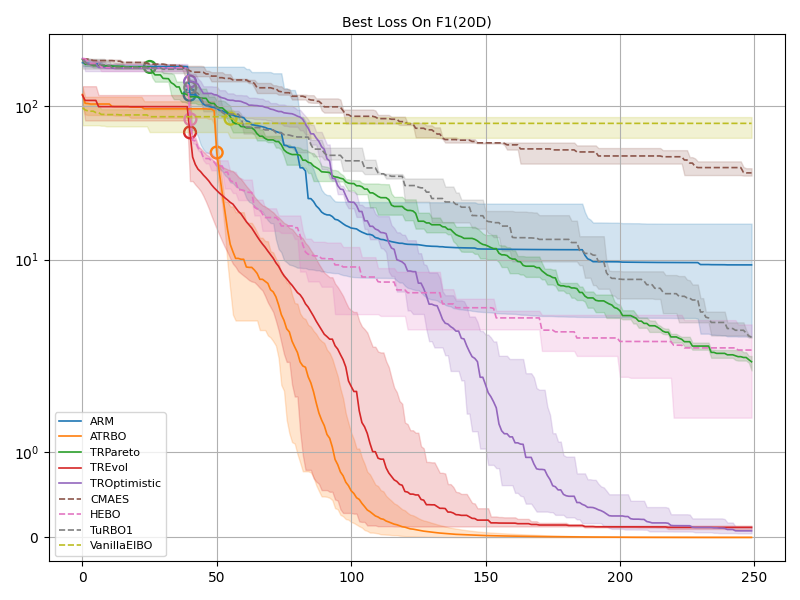 Best Loss On F1(20D)
10²
10¹
10⁰
0
ARM
ATRBO
TRPareto
TREvol
TROptimistic
CMAES
HEBO
TuRBO1
VanillaEIBO
0 50 100 150 200 250